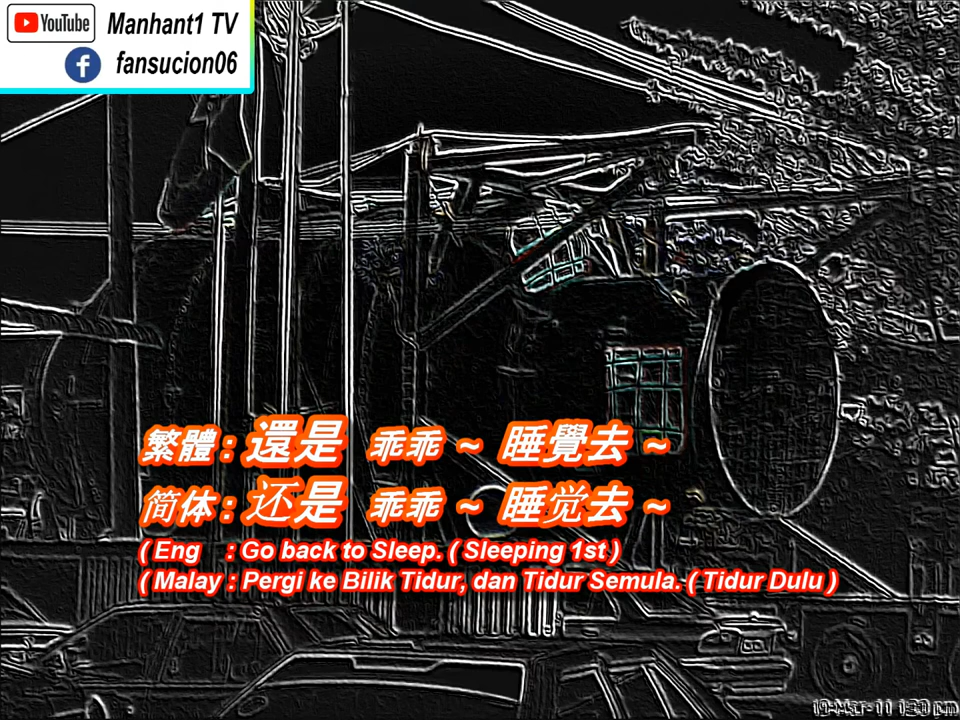 YouTube Manhant1 TV
fansucion06
繁體 : 還是 乖乖 ~ 睡覺去 ~
简体 : 还是 乖乖 ~ 睡觉去 ~
( Eng : Go back to Sleep. ( Sleeping 1st )
( Malay : Pergi ke Bilik Tidur, dan Tidur Semula. ( Tidur Dulu )